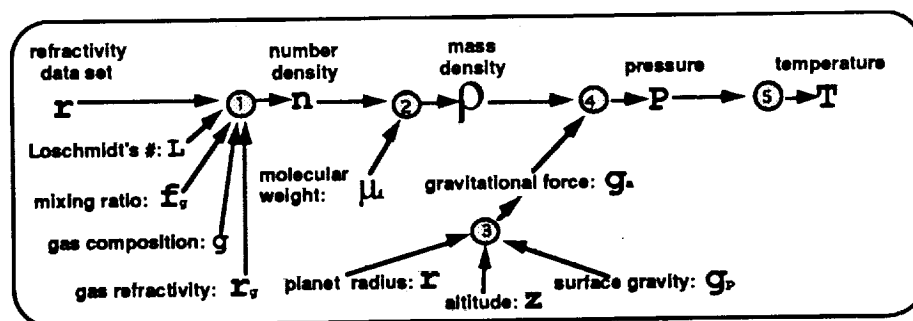 refractivity
data set
number
density
mass
density
pressure
temperature
r
1
n
2
ρ
4
P
5
T
Loschmidt's #: L
mixing ratio: fg
gas composition: g
gas refractivity: rg
molecular
weight: μ
gravitational force: ga
3
planet radius: r
altitude: z
surface gravity: gp